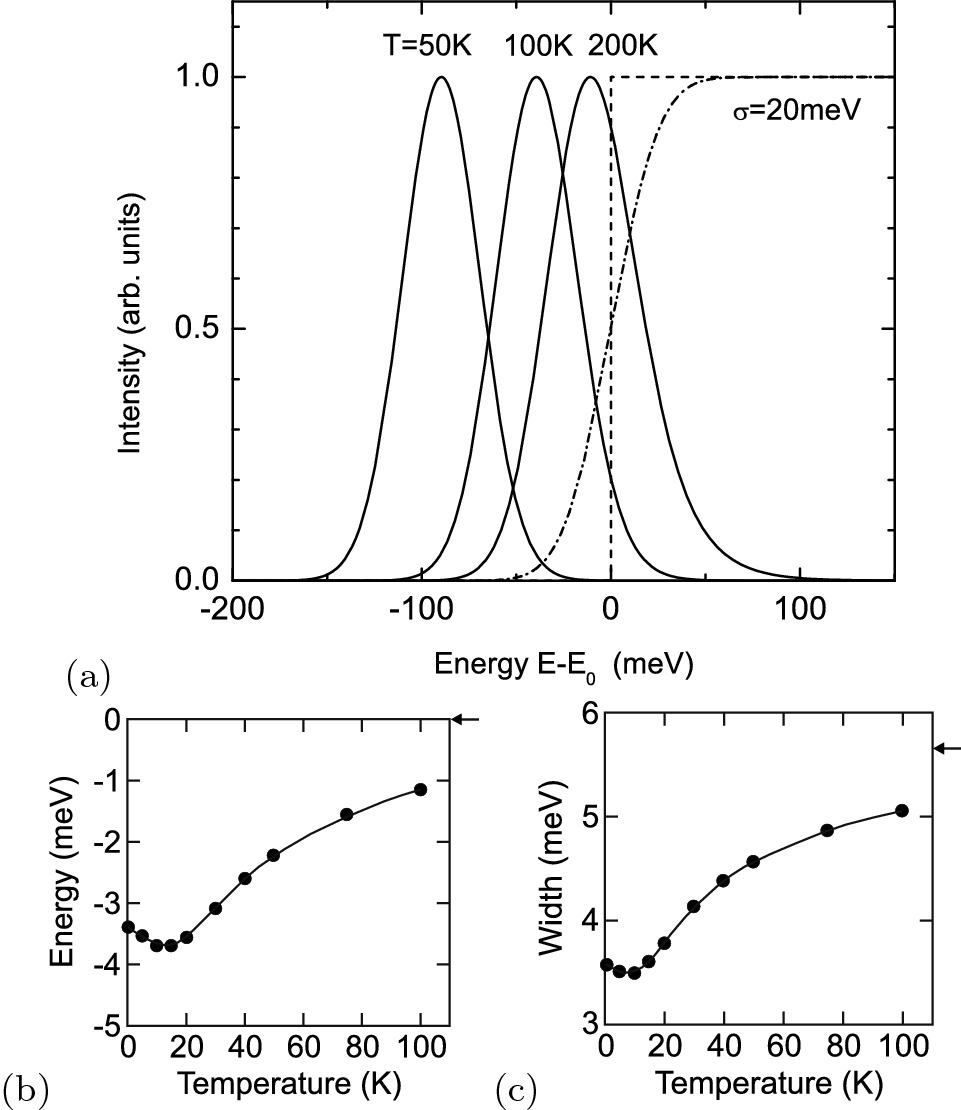 T=50K 100K 200K
1.0
σ=20meV
Intensity (arb. units)
0.5
0.0
-200 -100 0 100
Energy E-E0 (meV)
(a)
0
-1
-2
-3
-4
-5
Energy (meV)
0 20 40 60 80 100
Temperature (K)
(b)
6
5
4
3
Width (meV)
0 20 40 60 80 100
Temperature (K)
(c)